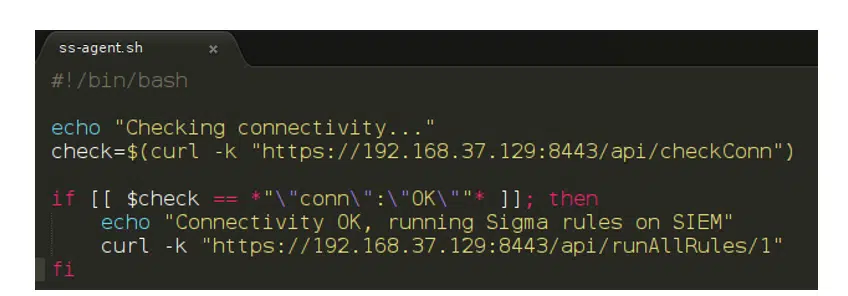 ss-agent.sh ×
#!/bin/bash
echo "Checking connectivity..."
check=$(curl -k "https://192.168.37.129:8443/api/checkConn")
if [[ $check == *"\"conn\":\"OK\""* ]]; then
echo "Connectivity OK, running Sigma rules on SIEM"
curl -k "https://192.168.37.129:8443/api/runAllRules/1"
fi